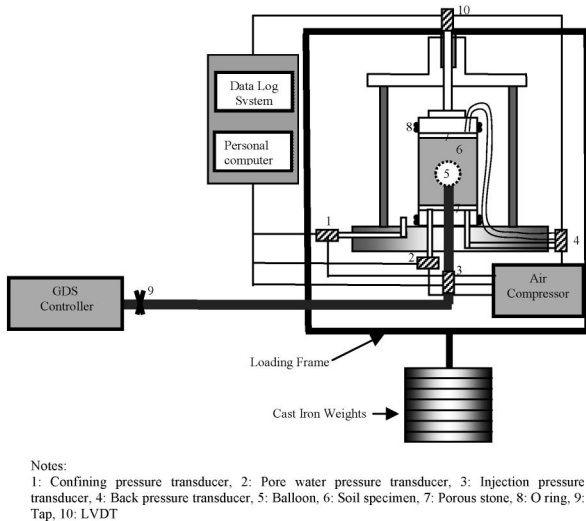 10
Data Log
System
Personal
computer
8
7
6
5
7
1
2
3
4
GDS
Controller
9
Air
Compressor
Loading Frame
Cast Iron Weights
Notes:
1: Confining pressure transducer, 2: Pore water pressure transducer, 3: Injection pressure
transducer, 4: Back pressure transducer, 5: Balloon, 6: Soil specimen, 7: Porous stone, 8: O ring, 9:
Tap, 10: LVDT